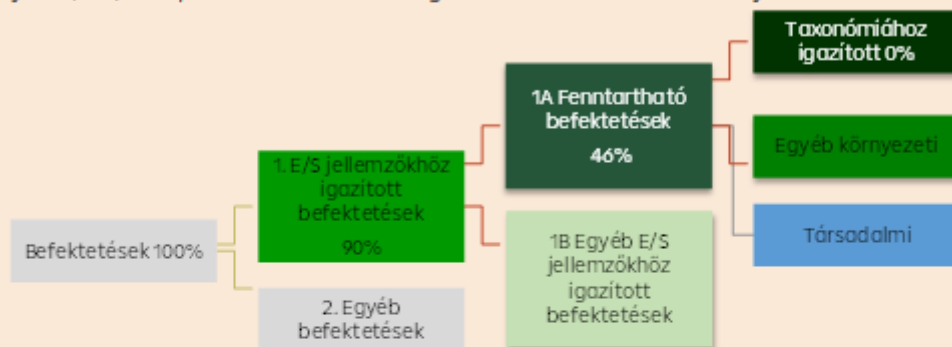 Befektetések 100%
1. E/S jellemzőkhöz
igazított
befektetések
90%
2. Egyéb
befektetések
1A Fenntartható
befektetések
46%
1B Egyéb E/S
jellemzőkhöz
igazított
befektetések
Taxonómiához
igazított 0%
Egyéb környezeti
Társadalmi